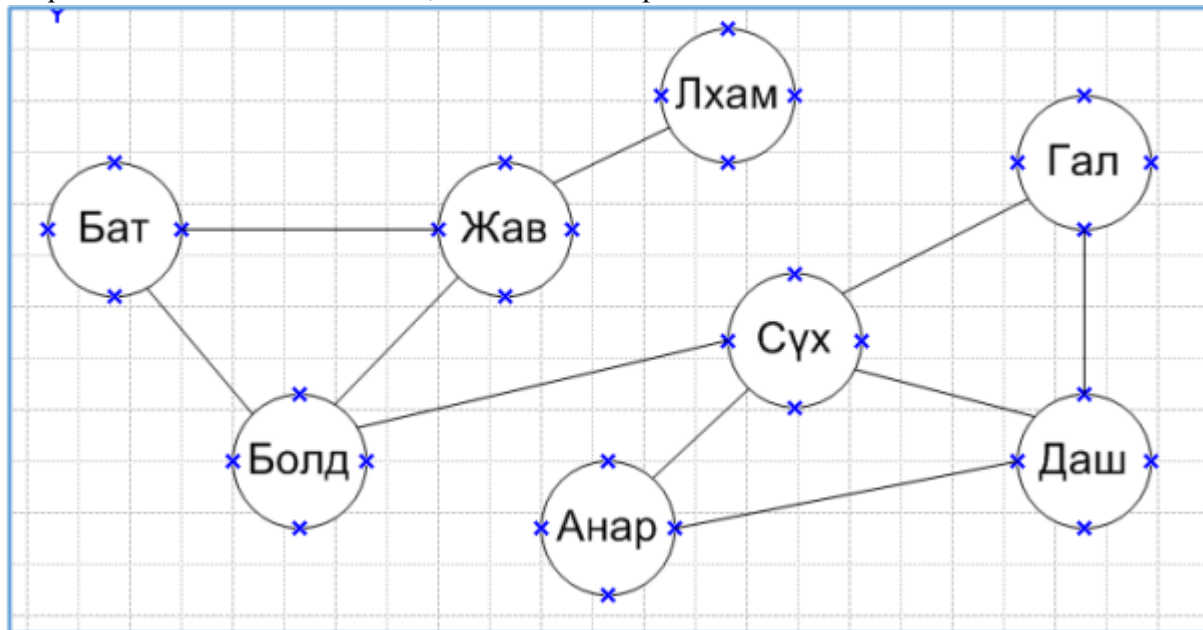 Лхам
Гал
Бат
Жав
Сүх
Болд
Даш
Анар